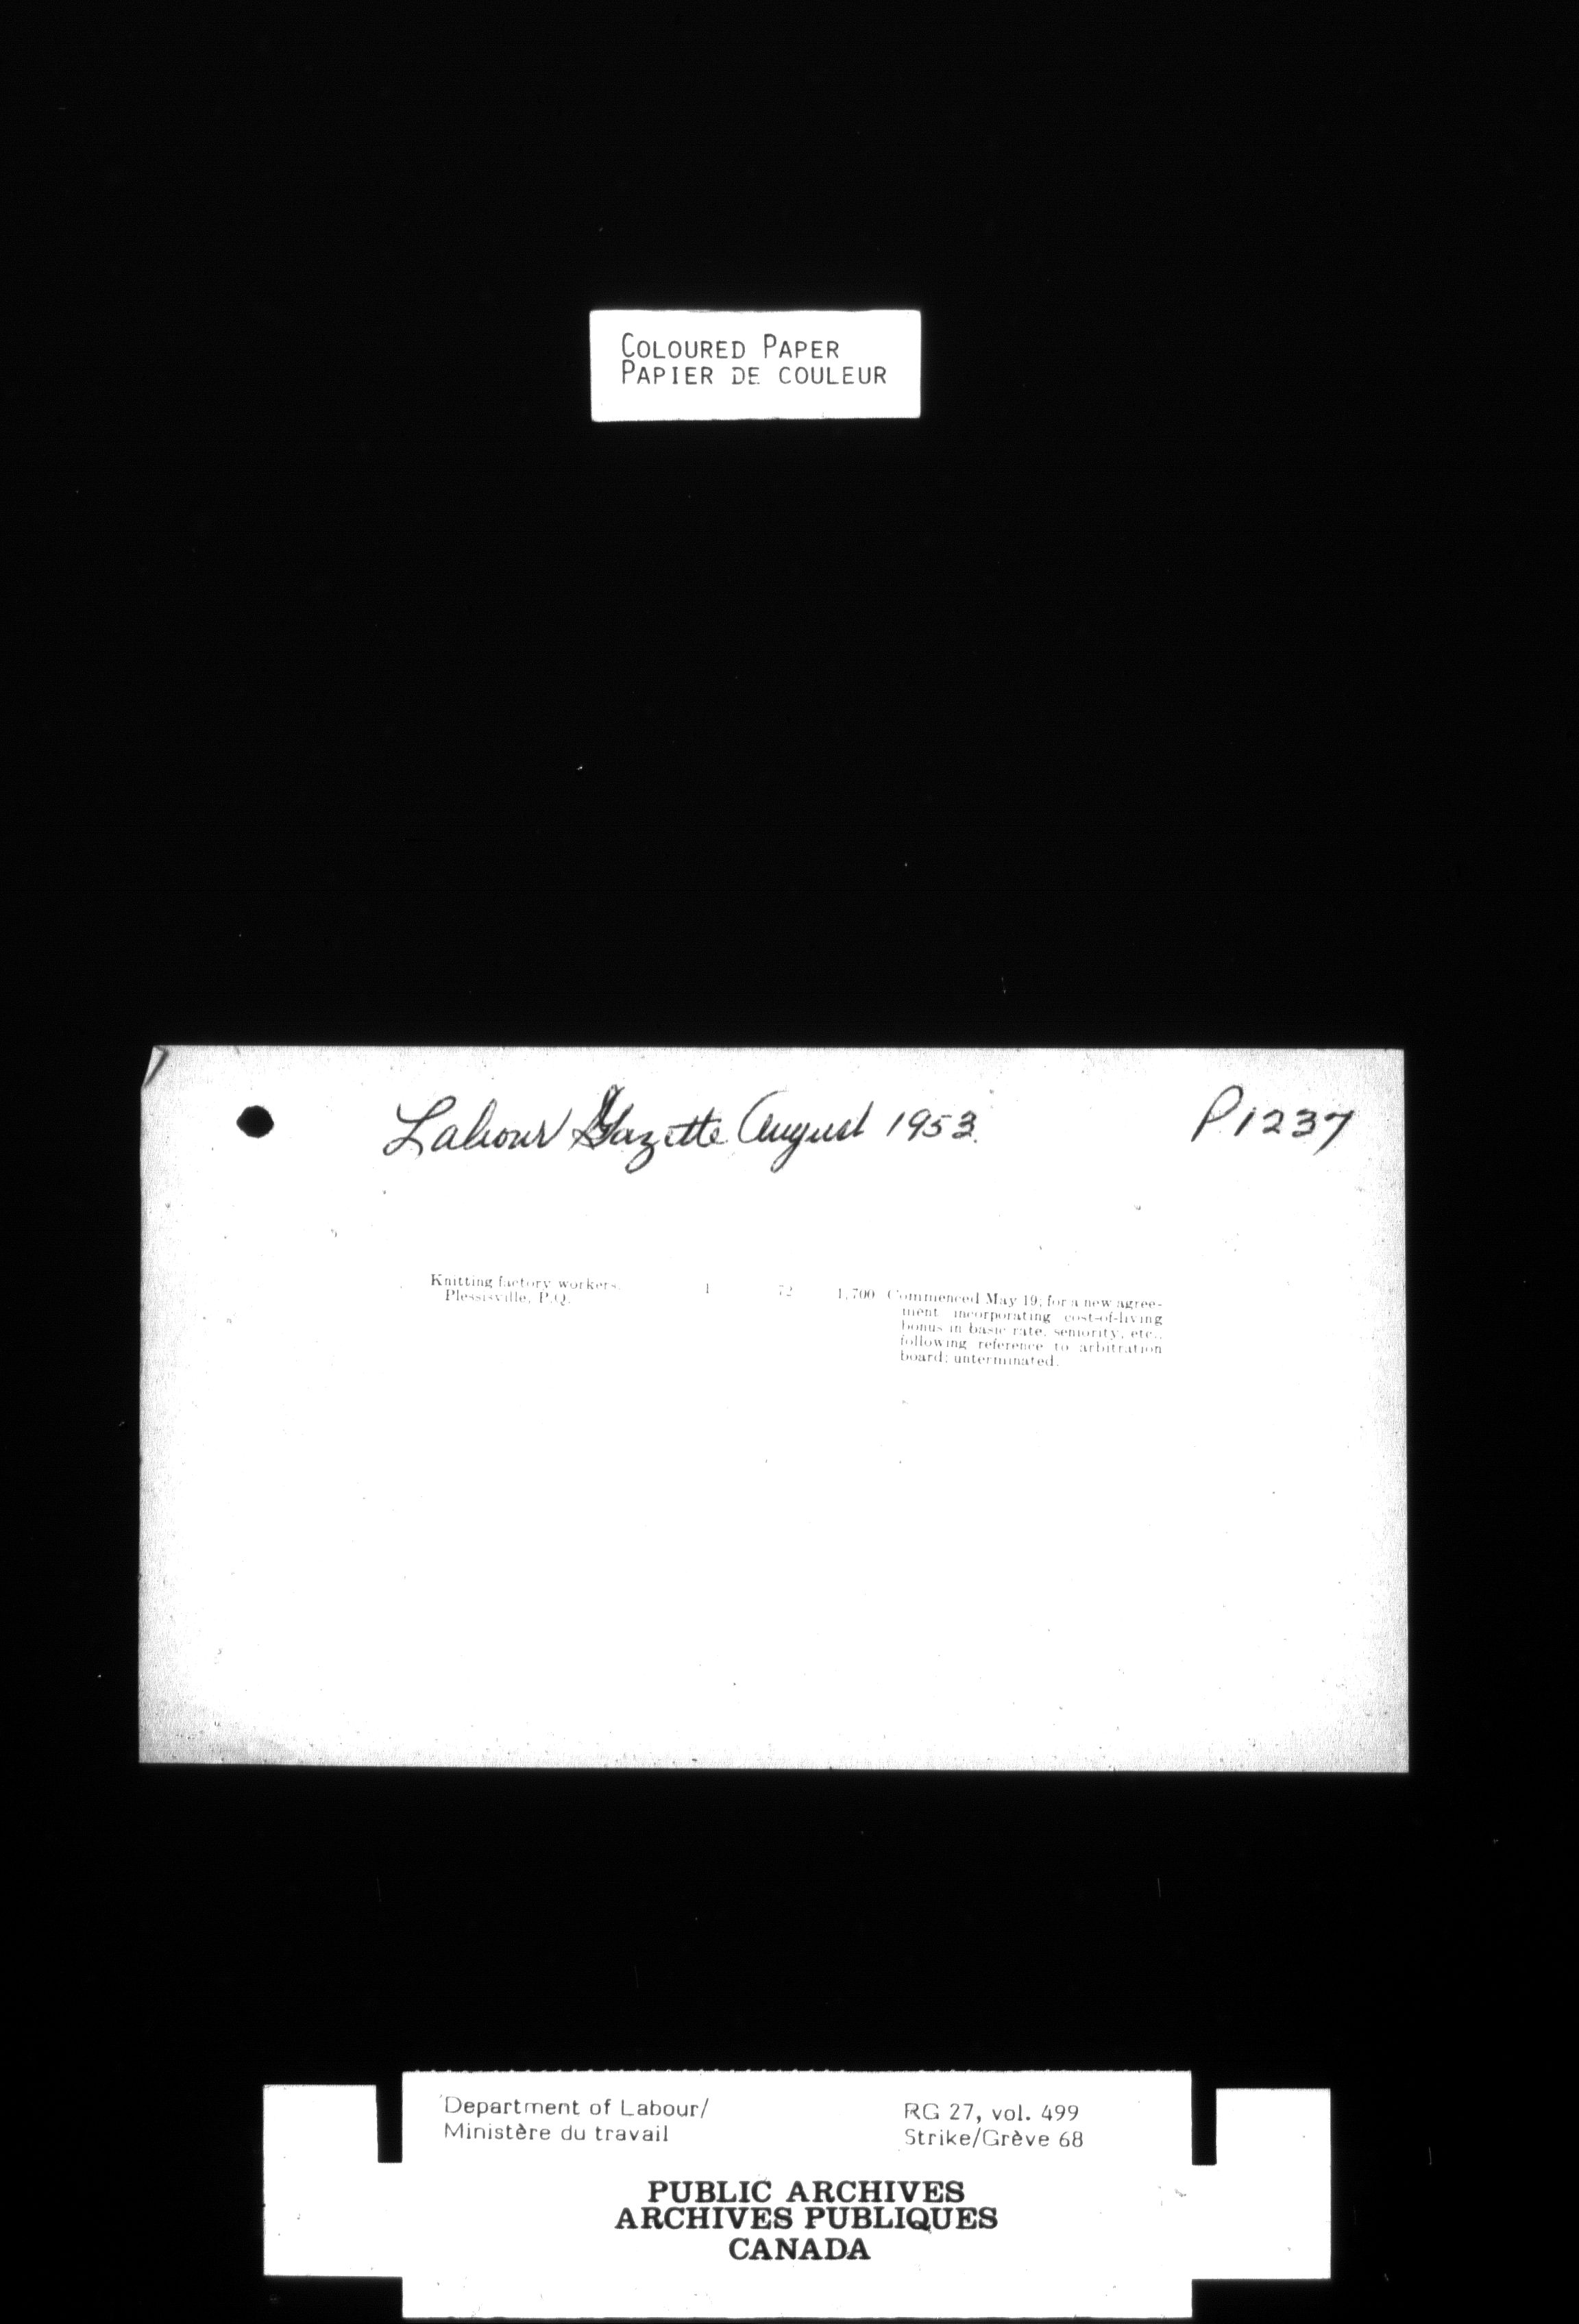 COLOURED PAPER
PAPIER DE COULEUR
Labour Gazette August 1953. P1237
Knitting factory workers, 1 72 1,700 Commenced May 19; for a new agree-
Plessisville, P.Q. ment incorporating cost-of-living
bonus in basic rate, seniority, etc.,
following reference to arbitration
board; unterminated.
Department of Labour/ RG 27, vol. 499
Ministère du travail Strike/Grève 68
PUBLIC ARCHIVES
ARCHIVES PUBLIQUES
CANADA